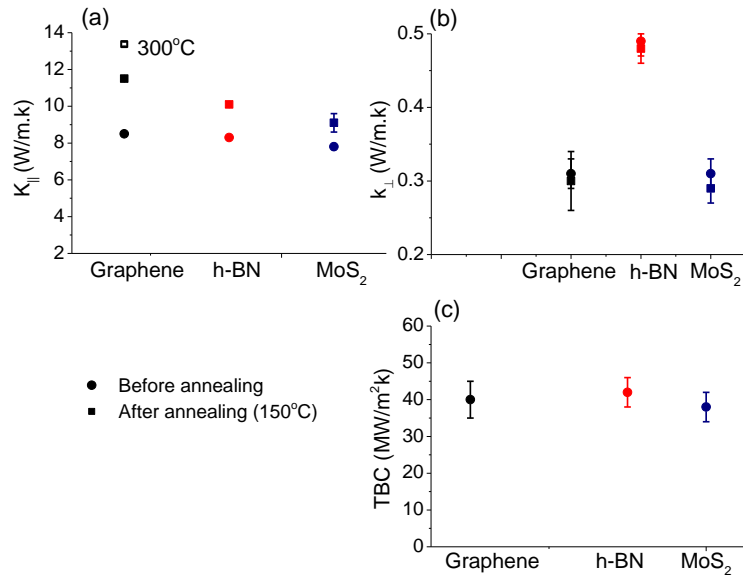 (a)
14
12
10
8
6
4
2
K|| (W/m.k)
300°C
Graphene
h-BN
MoS₂
(b)
0.5
0.4
0.3
0.2
k⊥ (W/m.k)
Graphene
h-BN
MoS₂
Before annealing
After annealing (150°C)
(c)
60
50
40
30
20
10
0
TBC (MW/m²k)
Graphene
h-BN
MoS₂